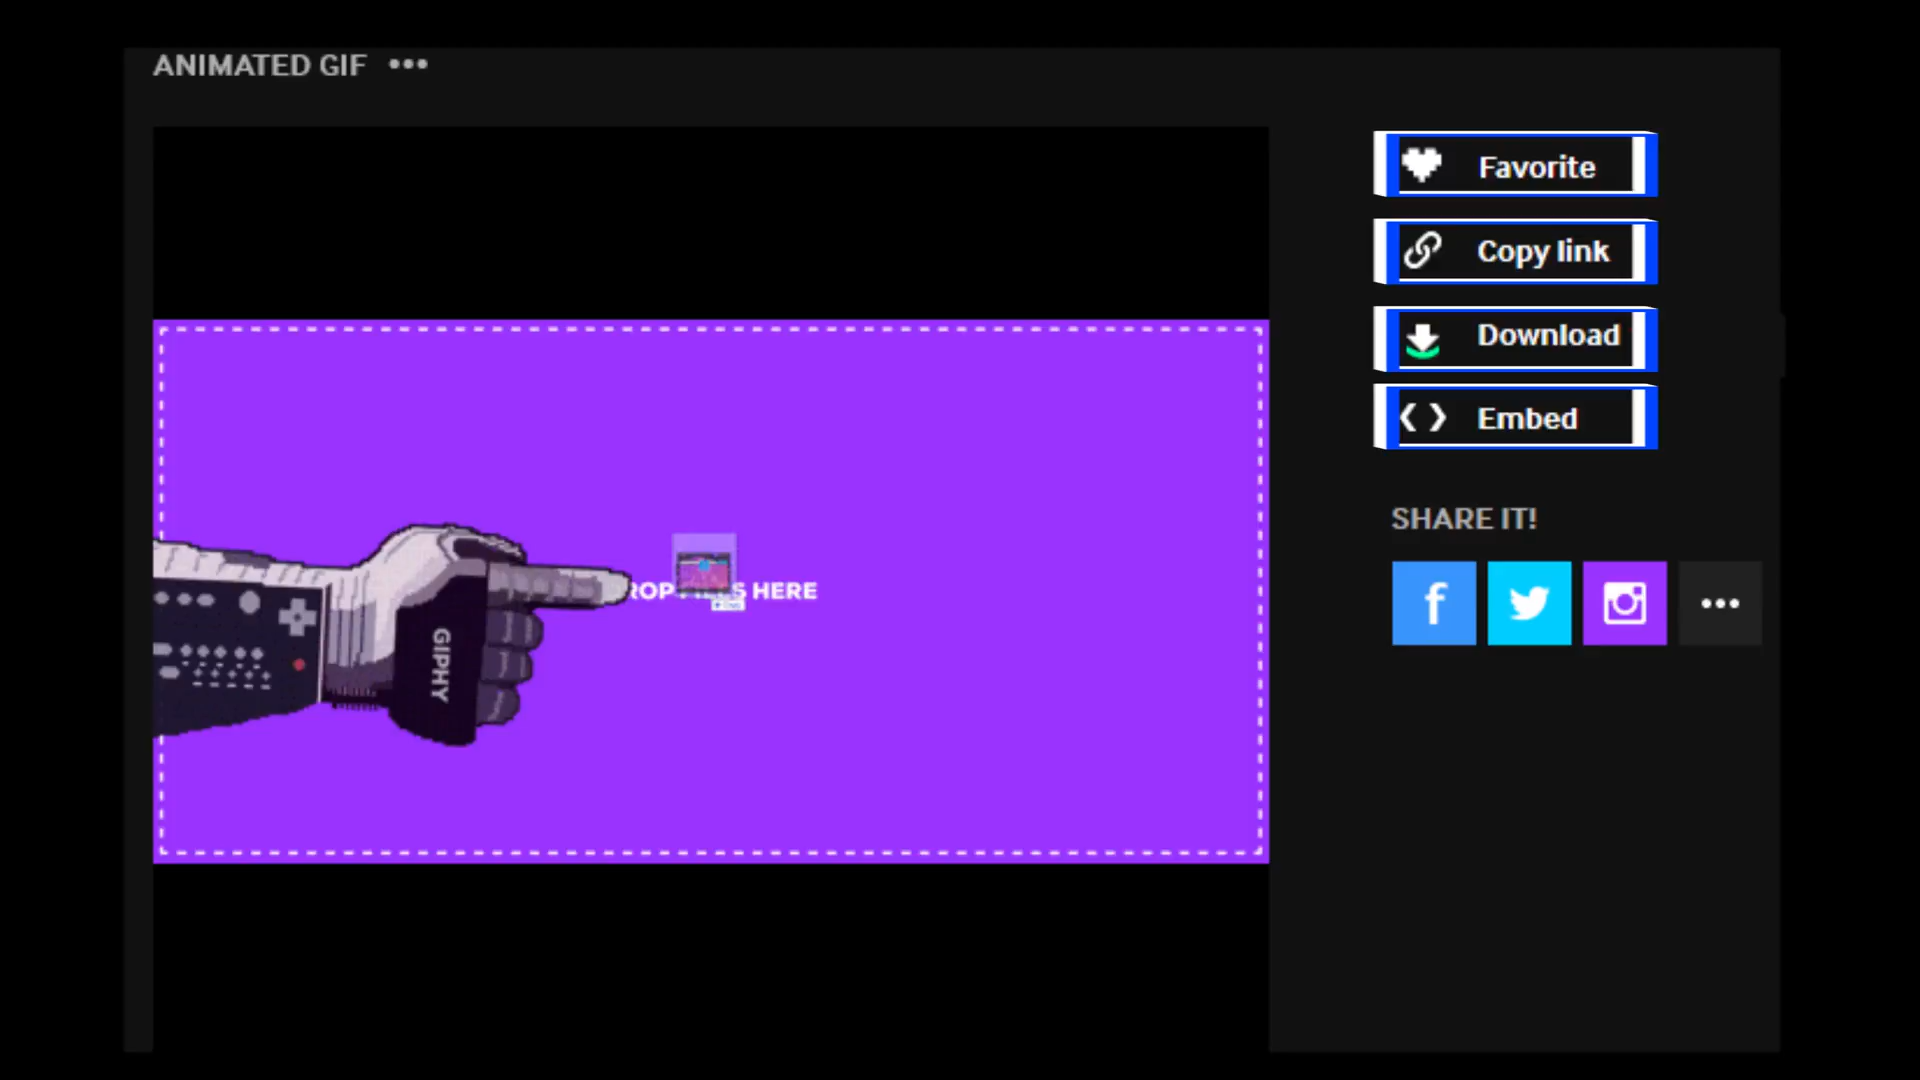 ANIMATED GIF
Favorite
Copy link
Download
Embed
HERE
GIPHY
SHARE IT!